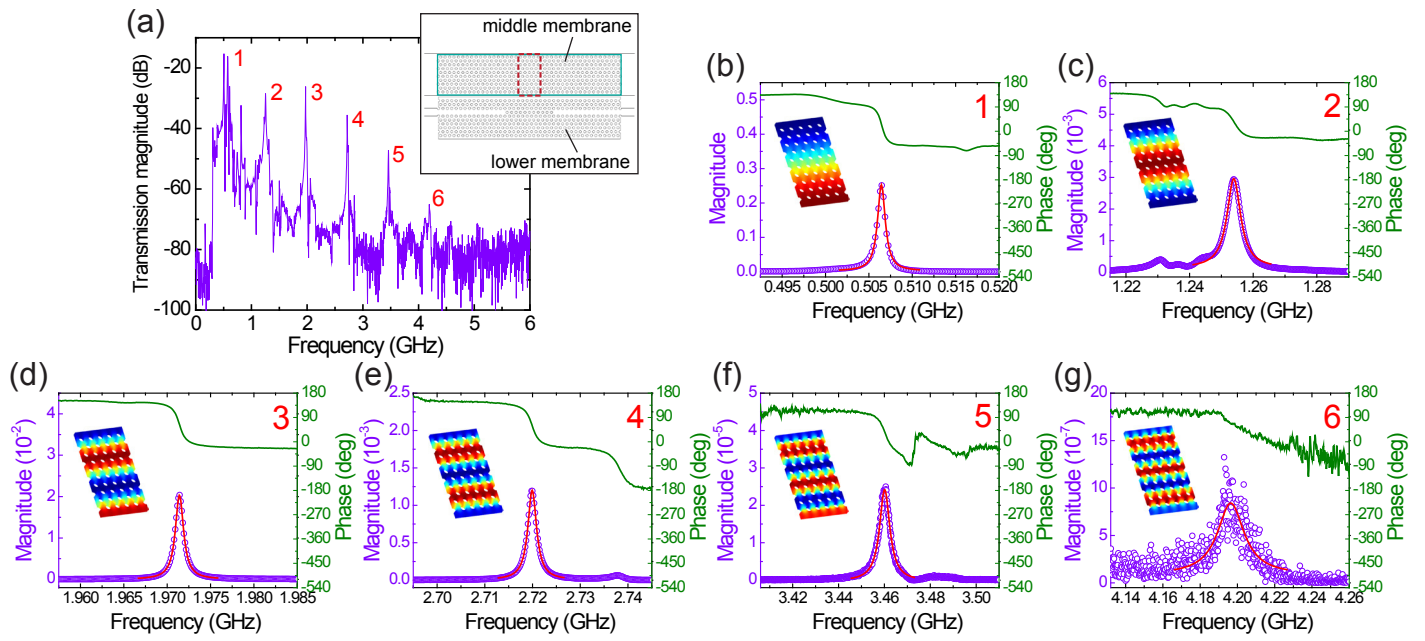 (a)
middle membrane
lower membrane
Transmission magnitude (dB)
-20
-40
-60
-80
-100
1
2
3
4
5
6
0 1 2 3 4 5 6
Frequency (GHz)
(b)
1
Magnitude
0.5
0.4
0.3
0.2
0.1
0.0
0.495 0.500 0.505 0.510 0.515 0.520
Frequency (GHz)
180
90
0
-90
-180
-270
-360
-450
-540
Phase (deg)
(c)
2
Magnitude (10⁻³)
6
5
4
3
2
1
0
1.22 1.24 1.26 1.28
Frequency (GHz)
180
90
0
-90
-180
-270
-360
-450
-540
Phase (deg)
(d)
3
Magnitude (10⁻²)
4
3
2
1
0
1.960 1.965 1.970 1.975 1.980 1.985
Frequency (GHz)
180
90
0
-90
-180
-270
-360
-450
-540
Phase (deg)
(e)
4
Magnitude (10⁻³)
2.5
2.0
1.5
1.0
0.5
0.0
2.70 2.71 2.72 2.73 2.74
Frequency (GHz)
180
90
0
-90
-180
-270
-360
-450
-540
Phase (deg)
(f)
5
Magnitude (10⁻⁵)
5
4
3
2
1
0
3.42 3.44 3.46 3.48 3.50
Frequency (GHz)
180
90
0
-90
-180
-270
-360
-450
-540
Phase (deg)
(g)
6
Magnitude (10⁻⁷)
20
15
10
5
0
4.14 4.16 4.18 4.20 4.22 4.24 4.26
Frequency (GHz)
180
90
0
-90
-180
-270
-360
-450
-540
Phase (deg)